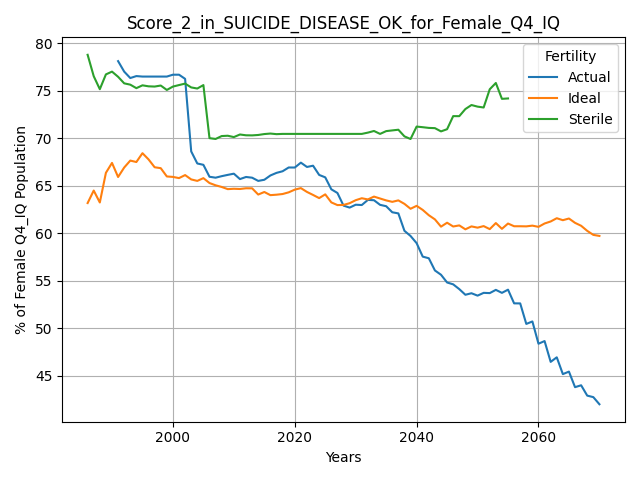 Score_2_in_SUICIDE_DISEASE_OK_for_Female_Q4_IQ
80
75
70
65
60
55
50
45
% of Female Q4_IQ Population
Fertility
Actual
Ideal
Sterile
2000
2020
2040
2060
Years